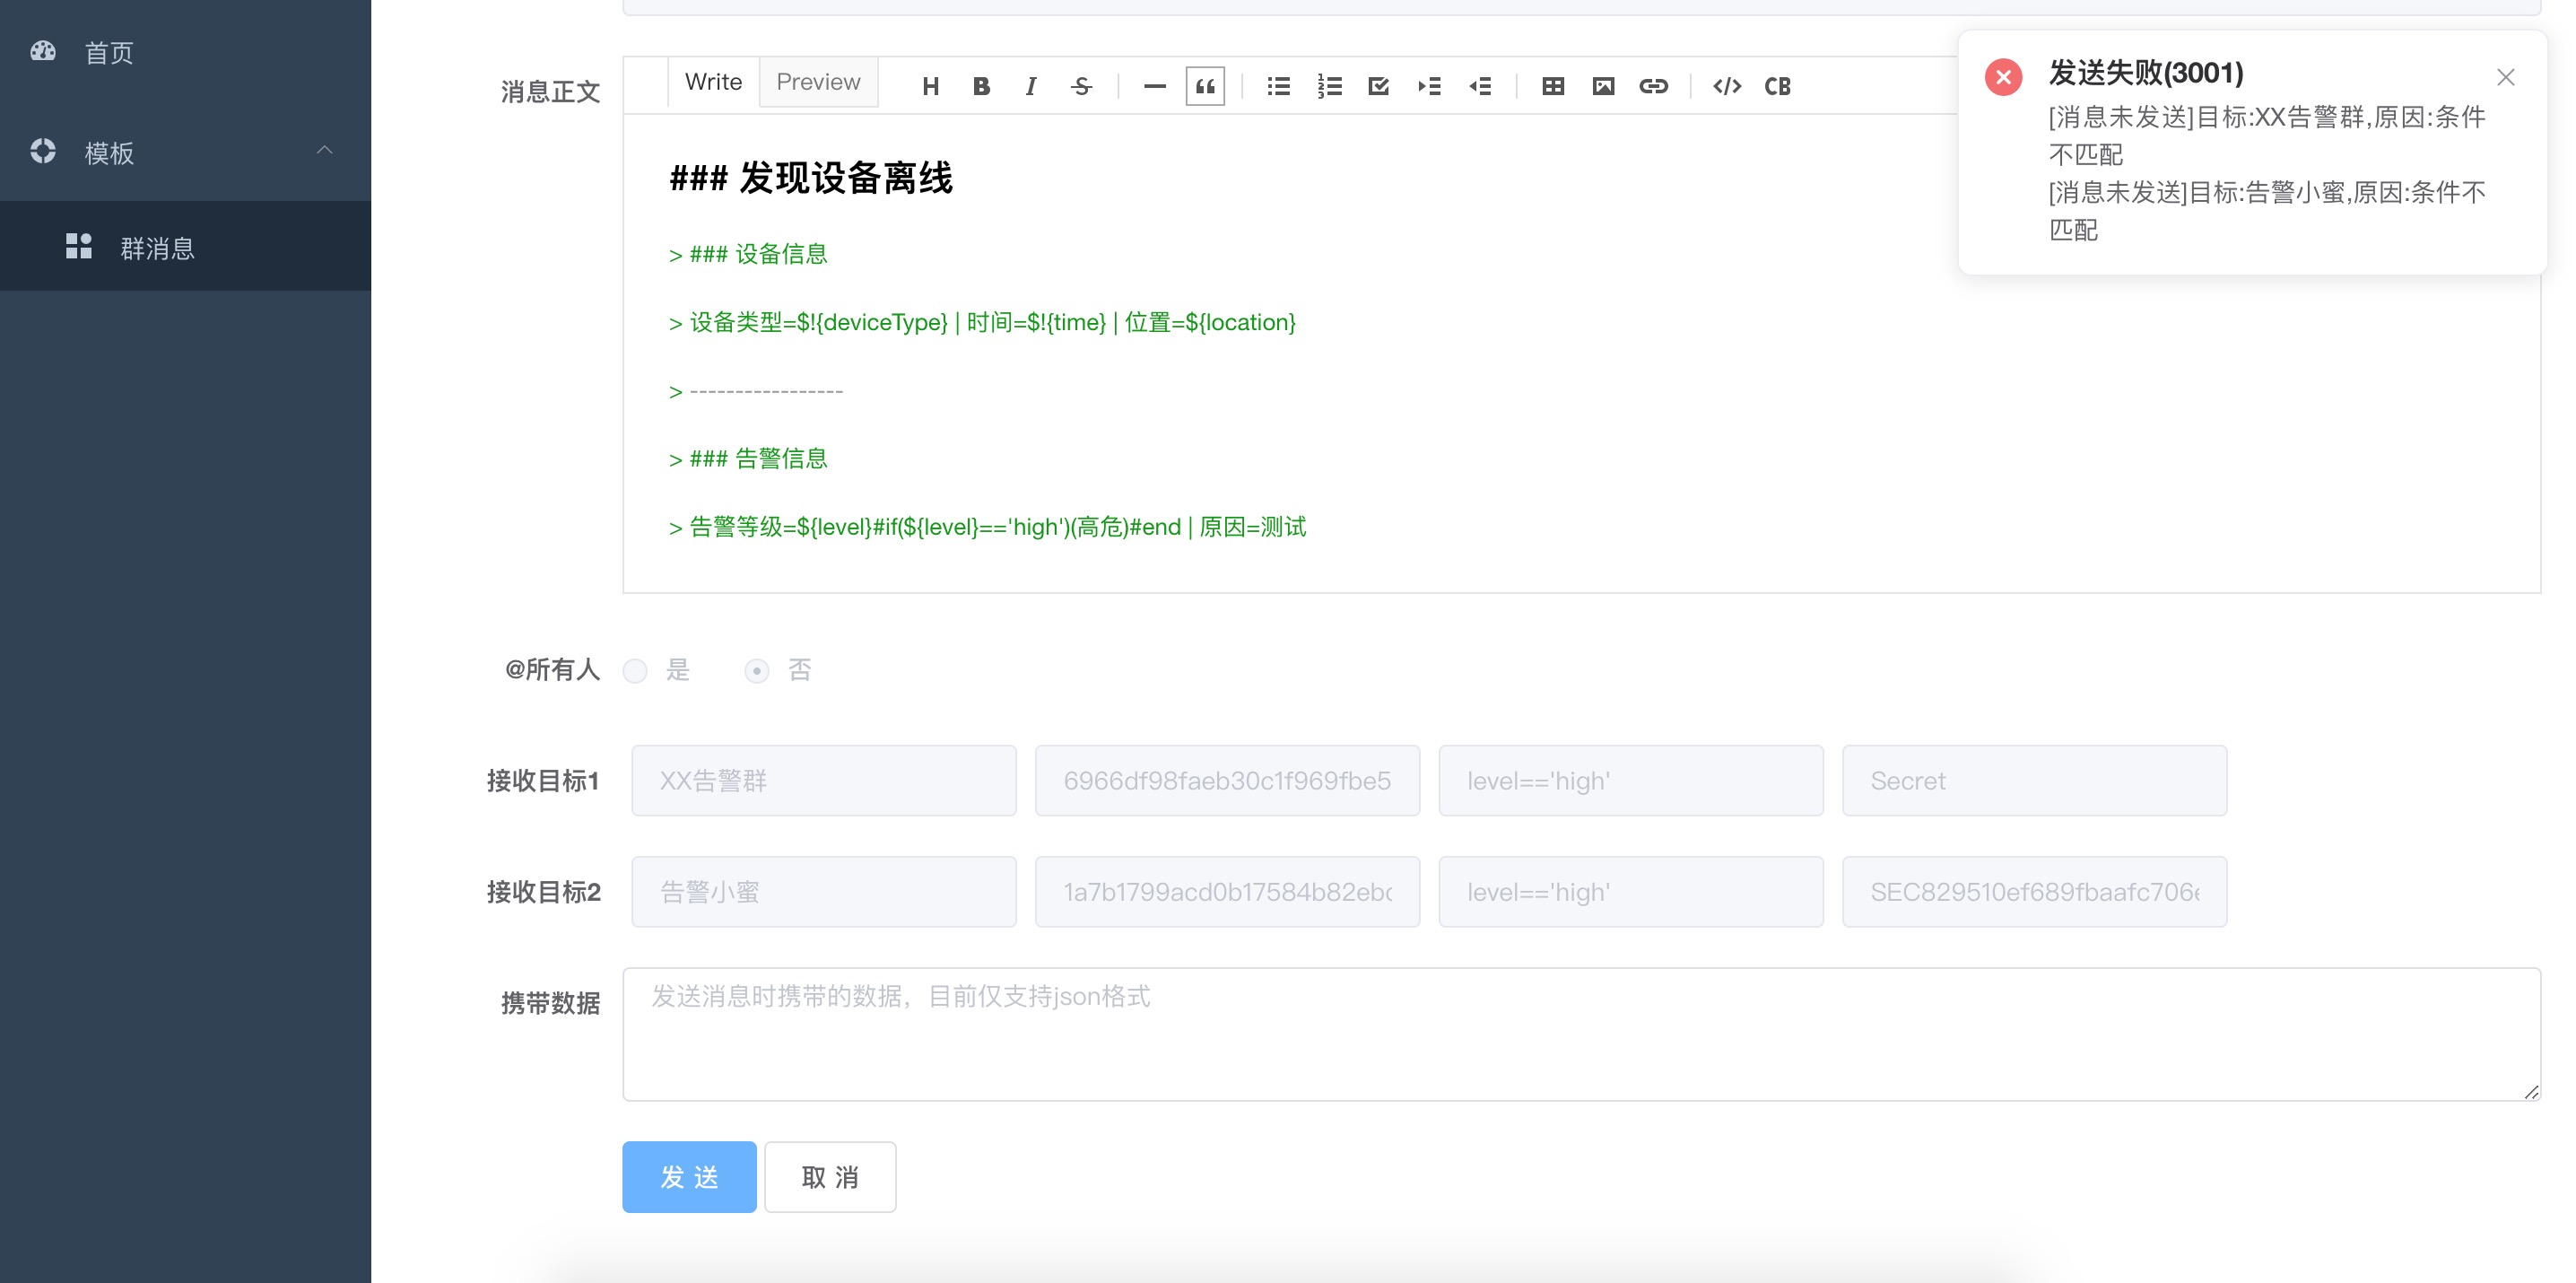 首页
模板
群消息
消息正文
Write
Preview
H B I S
CB
### 发现设备离线
> ### 设备信息
> 设备类型=$!{deviceType} | 时间=$!{time} | 位置=${location}
> -----------------
> ### 告警信息
> 告警等级=${level}#if(${level}=='high')(高危)#end | 原因=测试
发送失败(3001)
[消息未发送]目标:XX告警群,原因:条件
不匹配
[消息未发送]目标:告警小蜜,原因:条件不
匹配
@所有人 是 否
接收目标1 XX告警群 6966df98faeb30c1f969fbe5 level=='high' Secret
接收目标2 告警小蜜 1a7b1799acd0b17584b82eb level=='high' SEC829510ef689fbaafc706
携带数据 发送消息时携带的数据，目前仅支持json格式
发 送 取 消